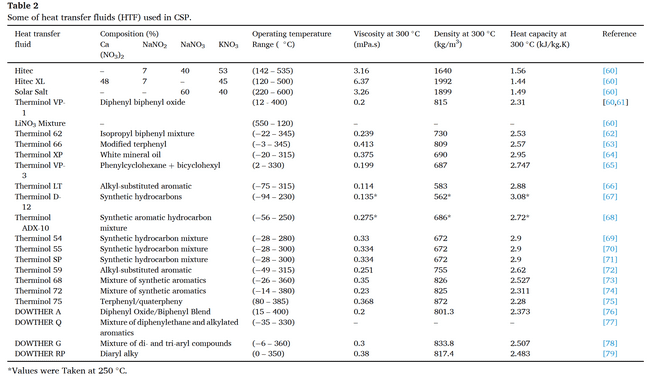 Table 2
Some of heat transfer fluids (HTF) used in CSP.
Heat transfer fluid Composition (%) Operating temperature Range ( °C) Viscosity at 300 °C (mPa.s) Density at 300 °C (kg/m³) Heat capacity at 300 °C (kJ/kg.K) Reference
Ca (NO₃)₂ NaNO₂ NaNO₃ KNO₃
Hitec – 7 40 53 (142 – 535) 3.16 1640 1.56 [60]
Hitec XL 48 7 – 45 (120 – 500) 6.37 1992 1.44 [60]
Solar Salt – – 60 40 (220 – 600) 3.26 1899 1.49 [60]
Therminol VP-1 Diphenyl biphenyl oxide (12 - 400) 0.2 815 2.31 [60,61]
LiNO₃ Mixture – (550 – 120) – – – [60]
Therminol 62 Isopropyl biphenyl mixture (−22 – 345) 0.239 730 2.53 [62]
Therminol 66 Modified terphenyl (−3 – 345) 0.413 809 2.57 [63]
Therminol XP White mineral oil (−20 – 315) 0.375 690 2.95 [64]
Therminol VP-3 Phenylcyclohexane + bicyclohexyl (2 – 330) 0.199 687 2.747 [65]
Therminol LT Alkyl-substituted aromatic (−75 – 315) 0.114 583 2.88 [66]
Therminol D-12 Synthetic hydrocarbons (−94 – 230) 0.135* 562* 3.08* [67]
Therminol ADX-10 Synthetic aromatic hydrocarbon mixture (−56 – 250) 0.275* 686* 2.72* [68]
Therminol 54 Synthetic hydrocarbon mixture (−28 – 280) 0.33 672 2.9 [69]
Therminol 55 Synthetic hydrocarbon mixture (−28 – 300) 0.334 672 2.9 [70]
Therminol SP Synthetic hydrocarbon mixture (−28 – 300) 0.334 672 2.9 [71]
Therminol 59 Alkyl-substituted aromatic (−49 – 315) 0.251 755 2.62 [72]
Therminol 68 Mixture of synthetic aromatics (−26 – 360) 0.35 826 2.527 [73]
Therminol 72 Mixture of synthetic aromatics (−14 – 380) 0.23 825 2.311 [74]
Therminol 75 Terphenyl/quaterpheny (80 – 385) 0.368 872 2.28 [75]
DOWTHER A Diphenyl Oxide/Biphenyl Blend (15 – 400) 0.2 801.3 2.373 [76]
DOWTHER Q Mixture of diphenylethane and alkylated aromatics (−35 – 330) – – – [77]
DOWTHER G Mixture of di- and tri-aryl compounds (−6 – 360) 0.3 833.8 2.507 [78]
DOWTHER RP Diaryl alky (0 – 350) 0.38 817.4 2.483 [79]
*Values were Taken at 250 °C.